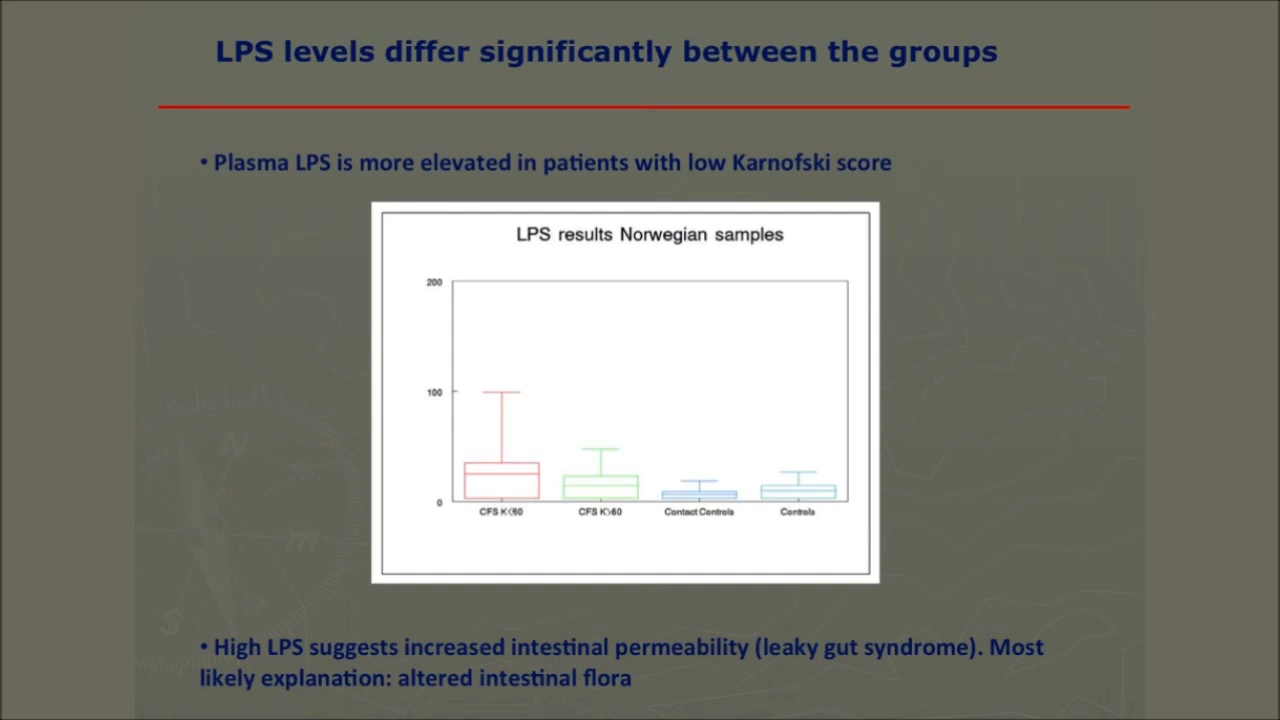 LPS levels differ significantly between the groups
• Plasma LPS is more elevated in patients with low Karnofski score
LPS results Norwegian samples
200
100
0
CFS K<60 CFS K>60 Contact Controls Controls
• High LPS suggests increased intestinal permeability (leaky gut syndrome). Most
likely explanation: altered intestinal flora
N
m
S